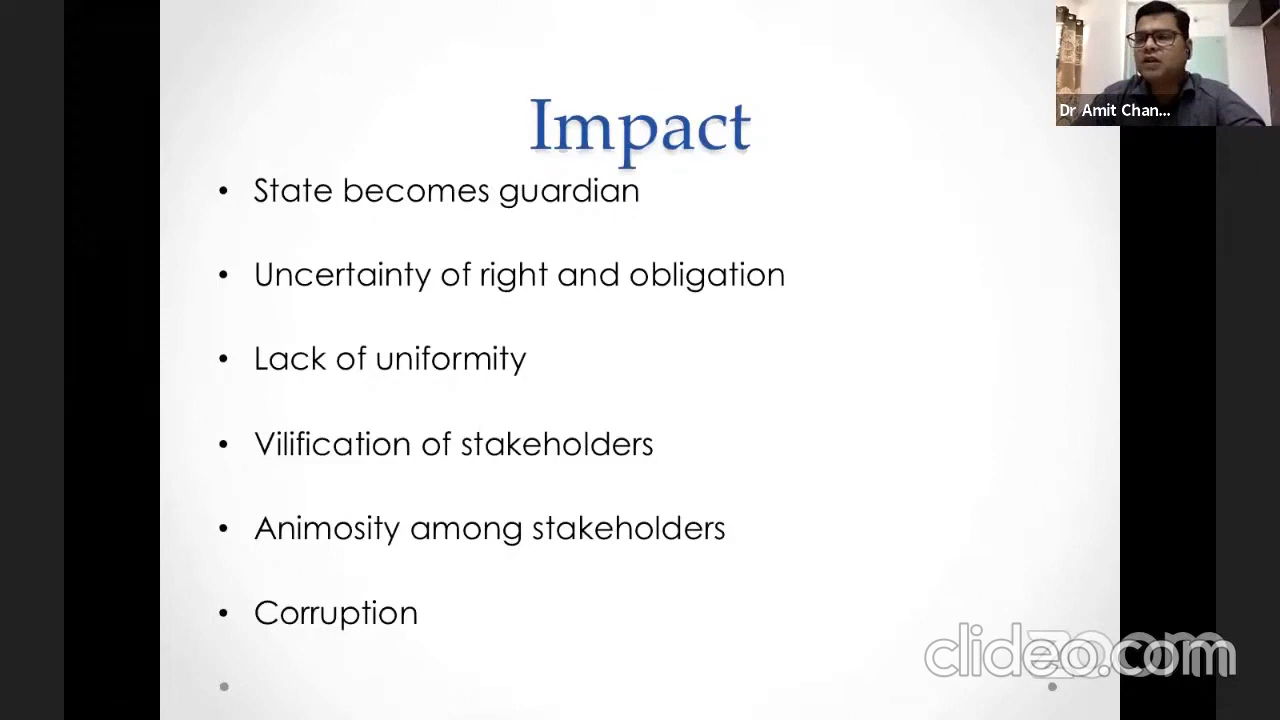 Dr Amit Chan...
Impact
• State becomes guardian
• Uncertainty of right and obligation
• Lack of uniformity
• Vilification of stakeholders
• Animosity among stakeholders
• Corruption
clideo.com
zoom